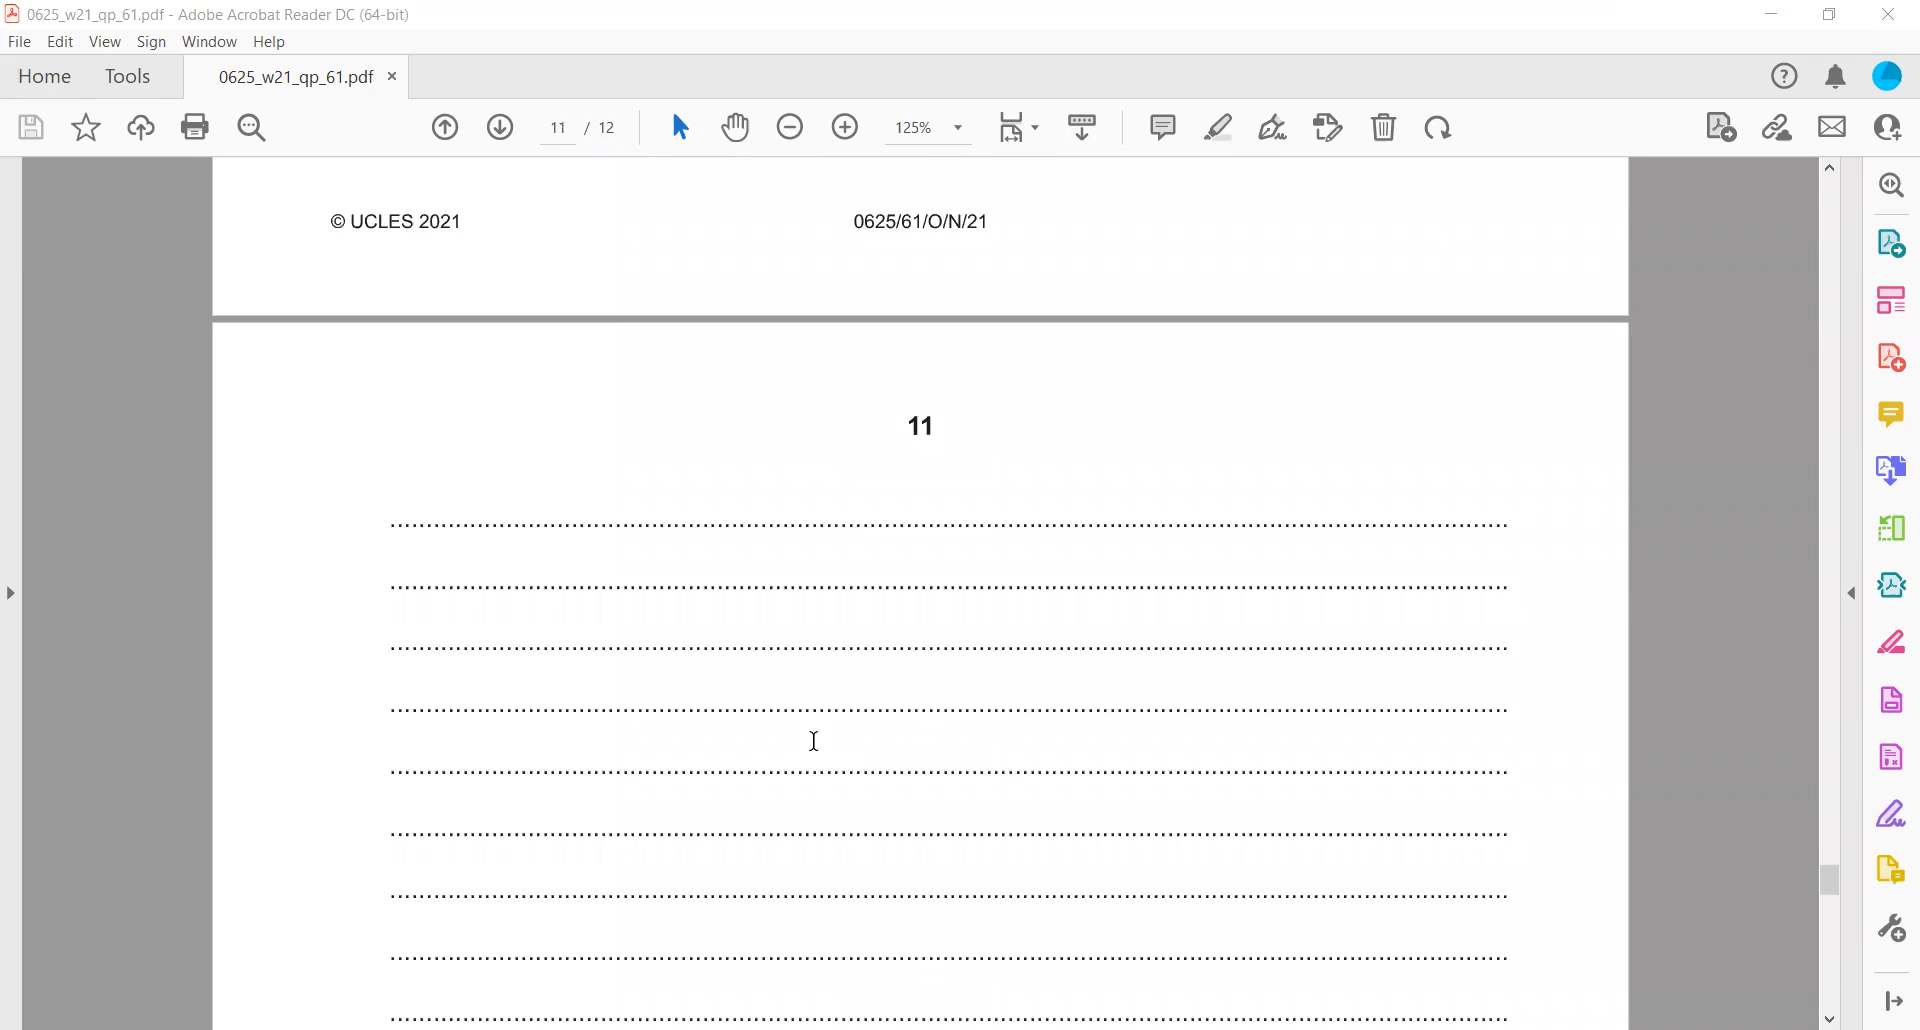 0625_w21_qp_61.pdf - Adobe Acrobat Reader DC (64-bit)
File Edit View Sign Window Help
Home Tools 0625_w21_qp_61.pdf ×
11 / 12 125%
© UCLES 2021 0625/61/O/N/21
11